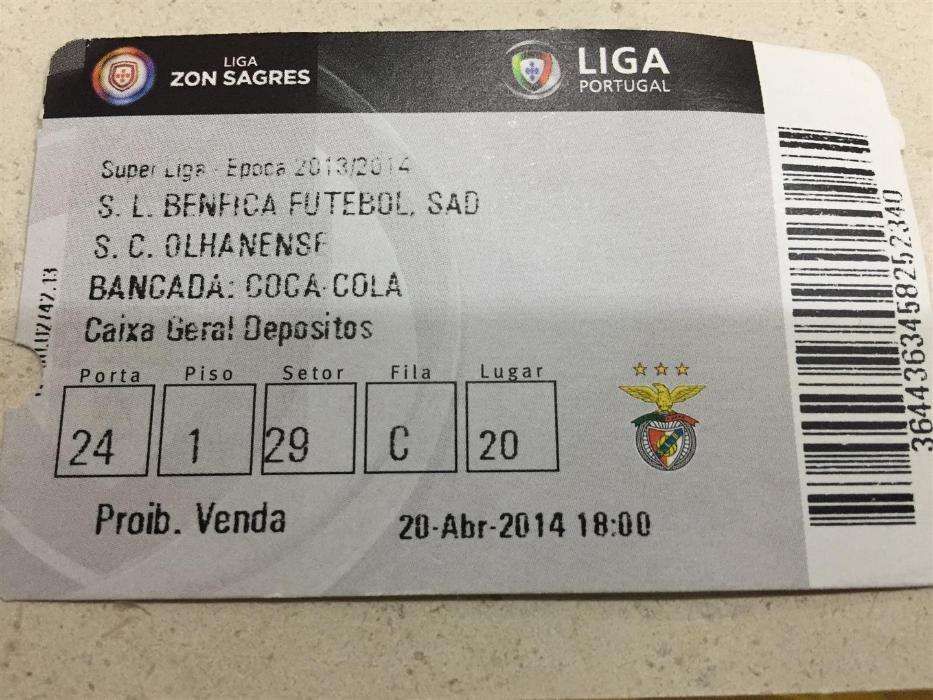 LIGA
ZON SAGRES
LIGA
PORTUGAL
Super Liga - Epoca 2013/2014
S. L. BENFICA FUTEBOL, SAD
S. C. OLHANENSE
BANCADA: COCA-COLA
Caixa Geral Depositos
Porta Piso Setor Fila Lugar
24 1 29 C 20
Proib. Venda 20-Abr-2014 18:00
3644363458252340